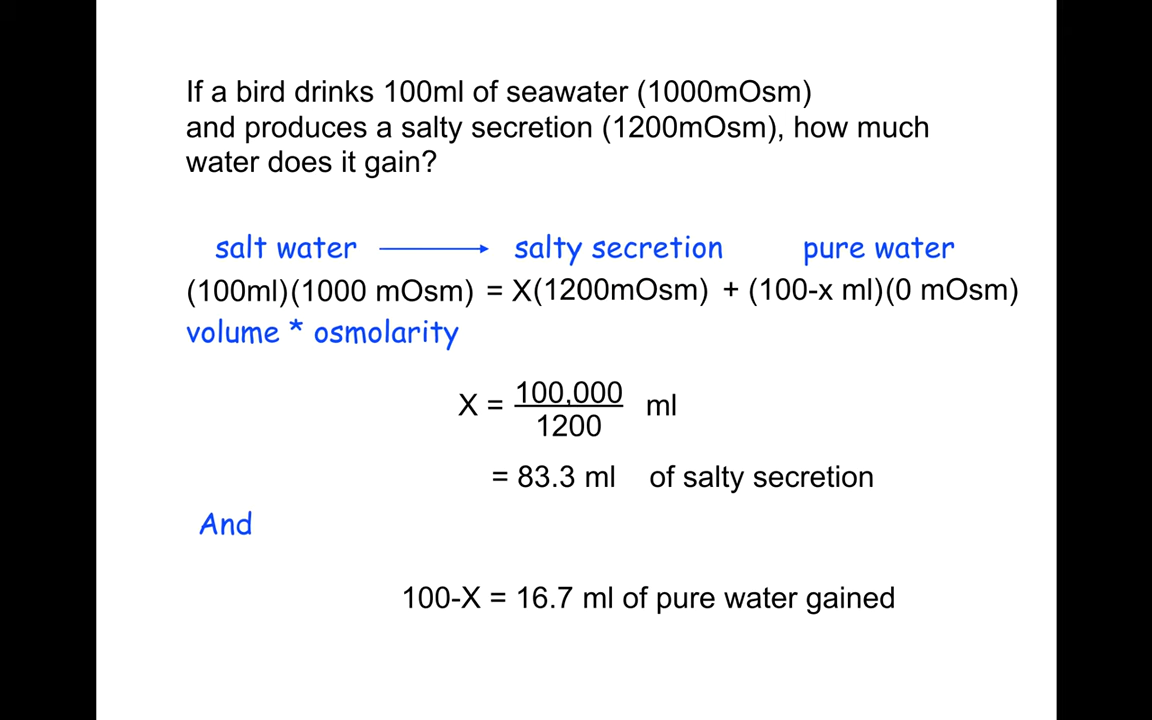 If a bird drinks 100ml of seawater (1000mOsm)
and produces a salty secretion (1200mOsm), how much
water does it gain?
salt water ⟶ salty secretion pure water
(100ml)(1000 mOsm) = X(1200mOsm) + (100-x ml)(0 mOsm)
volume * osmolarity
100,000
X = ml
1200
= 83.3 ml of salty secretion
And
100-X = 16.7 ml of pure water gained